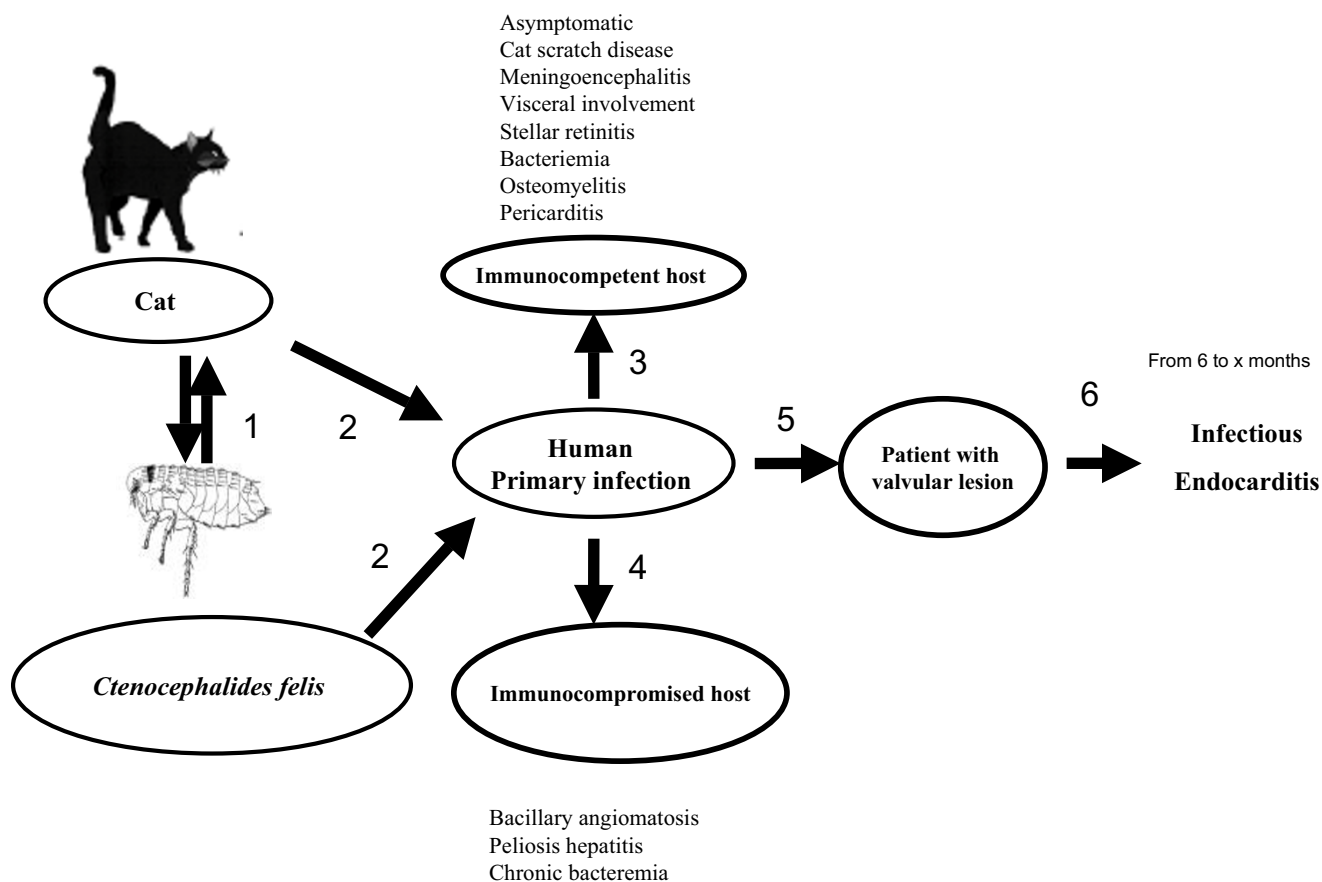 Asymptomatic
Cat scratch disease
Meningoencephalitis
Visceral involvement
Stellar retinitis
Bacteriemia
Osteomyelitis
Pericarditis
Immunocompetent host
Cat
1
2
3
Human
Primary infection
5
Patient with
valvular lesion
6
From 6 to x months
Infectious
Endocarditis
2
4
Ctenocephalides felis
Immunocompromised host
Bacillary angiomatosis
Peliosis hepatitis
Chronic bacteremia